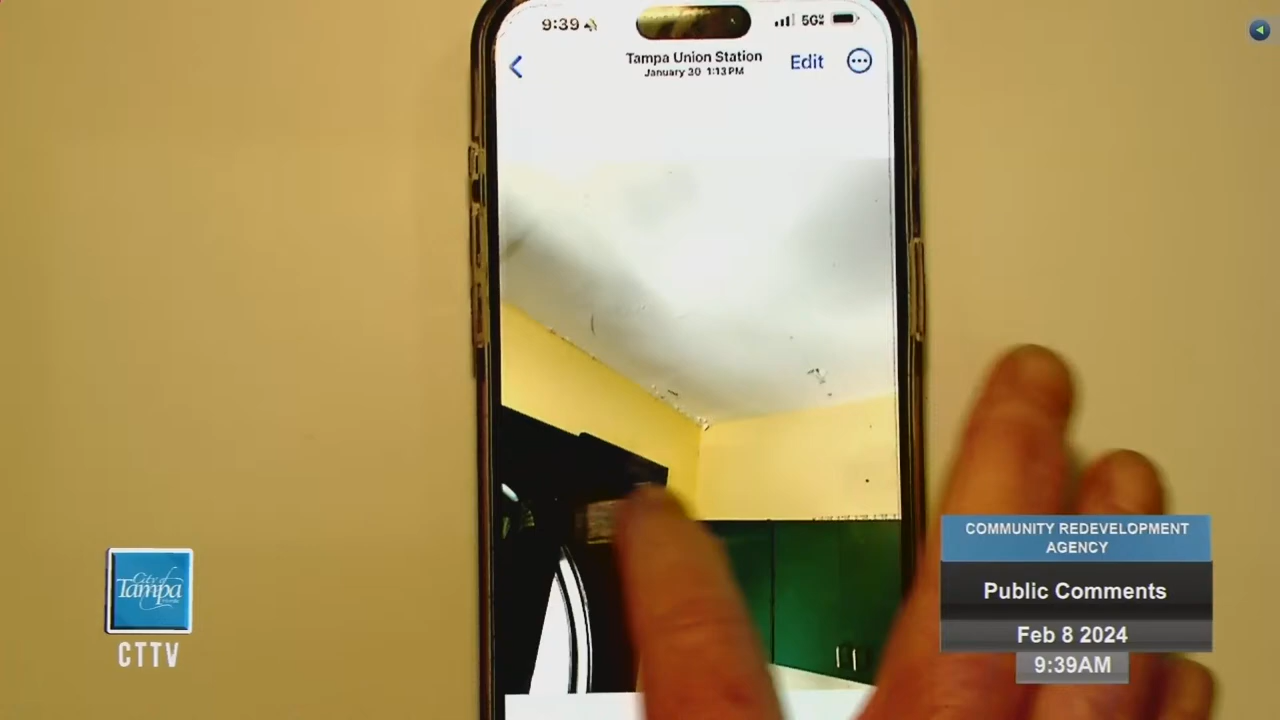 9:39
5G
Tampa Union Station
January 30 1:13 PM
Edit
City of
Tampa
CTTV
COMMUNITY REDEVELOPMENT
AGENCY
Public Comments
Feb 8 2024
9:39AM